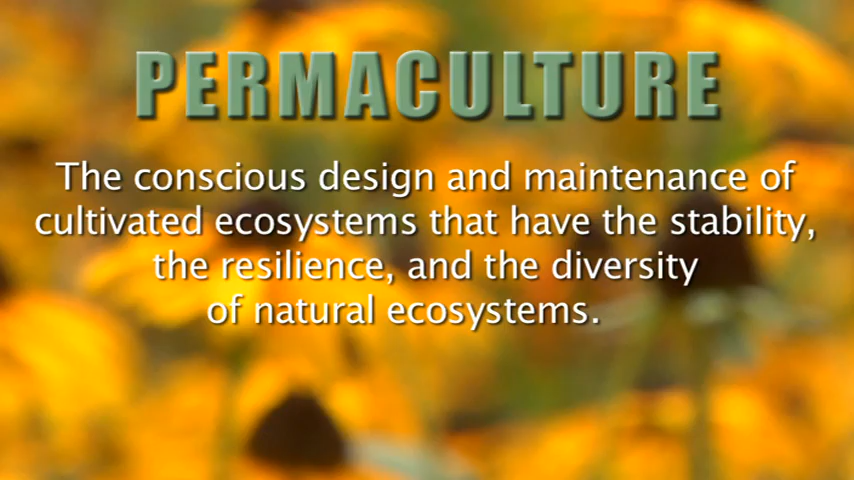 PERMACULTURE
The conscious design and maintenance of
cultivated ecosystems that have the stability,
the resilience, and the diversity
of natural ecosystems.